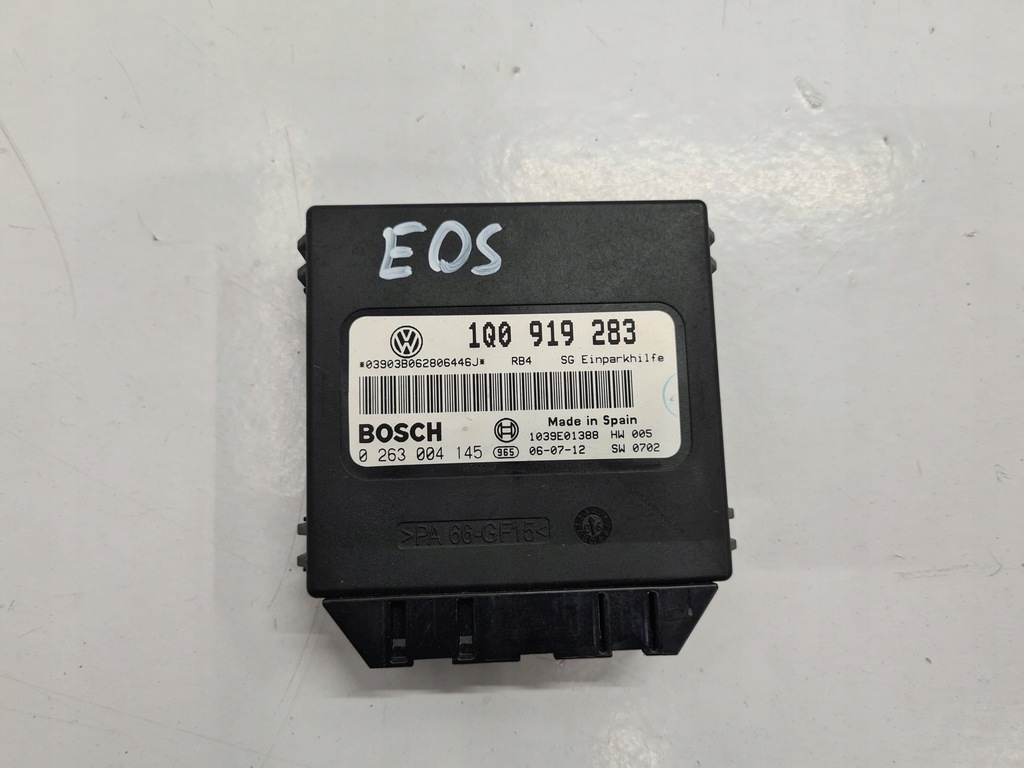 EOS
VW 1Q0 919 283
*03903B062806446J* RB4 SG Einparkhilfe
BOSCH Made in Spain
1039E01388 HW 005
0 263 004 145 965 06-07-12 SW 0702
>PA 66-GF15<